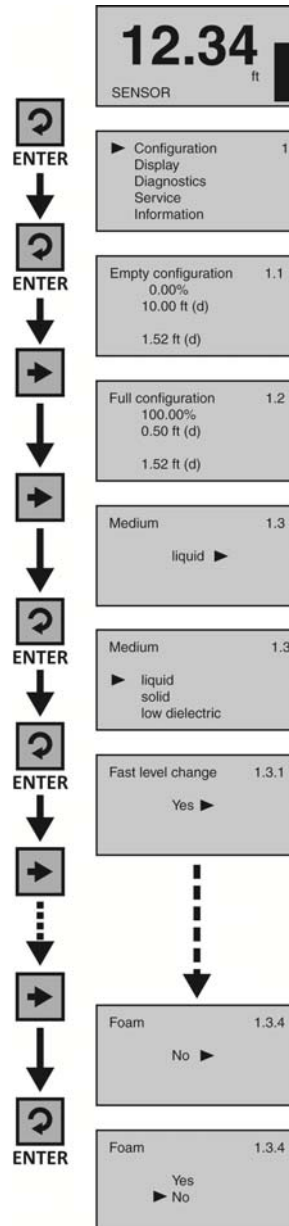 12.34
ft
SENSOR
ENTER
Configuration 1
Display
Diagnostics
Service
Information
ENTER
Empty configuration 1.1
0.00%
10.00 ft (d)
1.52 ft (d)
Full configuration 1.2
100.00%
0.50 ft (d)
1.52 ft (d)
Medium 1.3
liquid
ENTER
Medium 1.3
liquid
solid
low dielectric
ENTER
Fast level change 1.3.1
Yes
Foam 1.3.4
No
ENTER
Foam 1.3.4
Yes
No